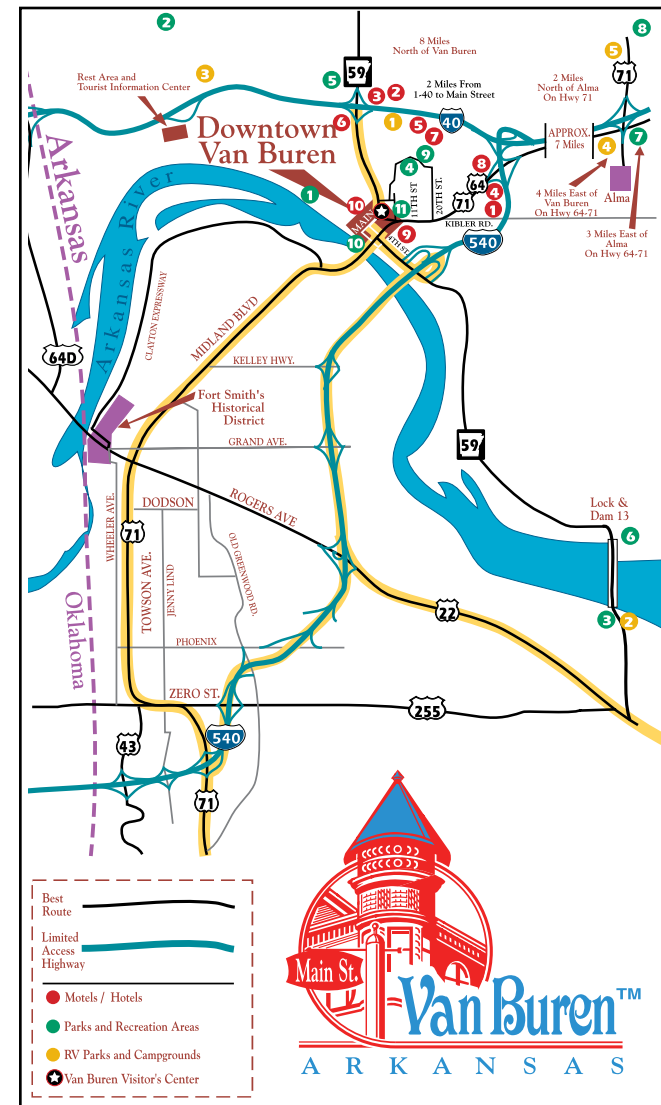 2
8
8 Miles
North of Van Buren
5
71
3
Rest Area and
Tourist Information Center
59
5
3
2
2 Miles From
1-40 to Main Street
2 Miles
North of Alma
On Hwy 71
6
1
5
7
40
APPROX.
7 Miles
4
7
Downtown
Van Buren
9
4
8
64
4
71
1
11TH ST
20TH ST.
Alma
4 Miles East of
Van Buren
On Hwy 64-71
3 Miles East of
Alma
On Hwy 64-71
Arkansas
Arkansas River
1
10
MAIN
11
10
9
4TH ST.
KIBLER RD.
540
CLAYTON EXPRESSWAY
MIDLAND BLVD
64D
KELLEY HWY.
Fort Smith's
Historical
District
GRAND AVE.
59
ROGERS AVE
DODSON
WHEELER AVE.
71
TOWSON AVE.
JENNY LIND
OLD GREENWOOD RD.
Lock &
Dam 13
6
Oklahoma
22
3
2
PHOENIX
ZERO ST.
255
43
540
71
Best
Route
Limited
Access
Highway
Motels / Hotels
Parks and Recreation Areas
RV Parks and Campgrounds
Van Buren Visitor's Center
Main St.
Van Buren™
ARKANSAS